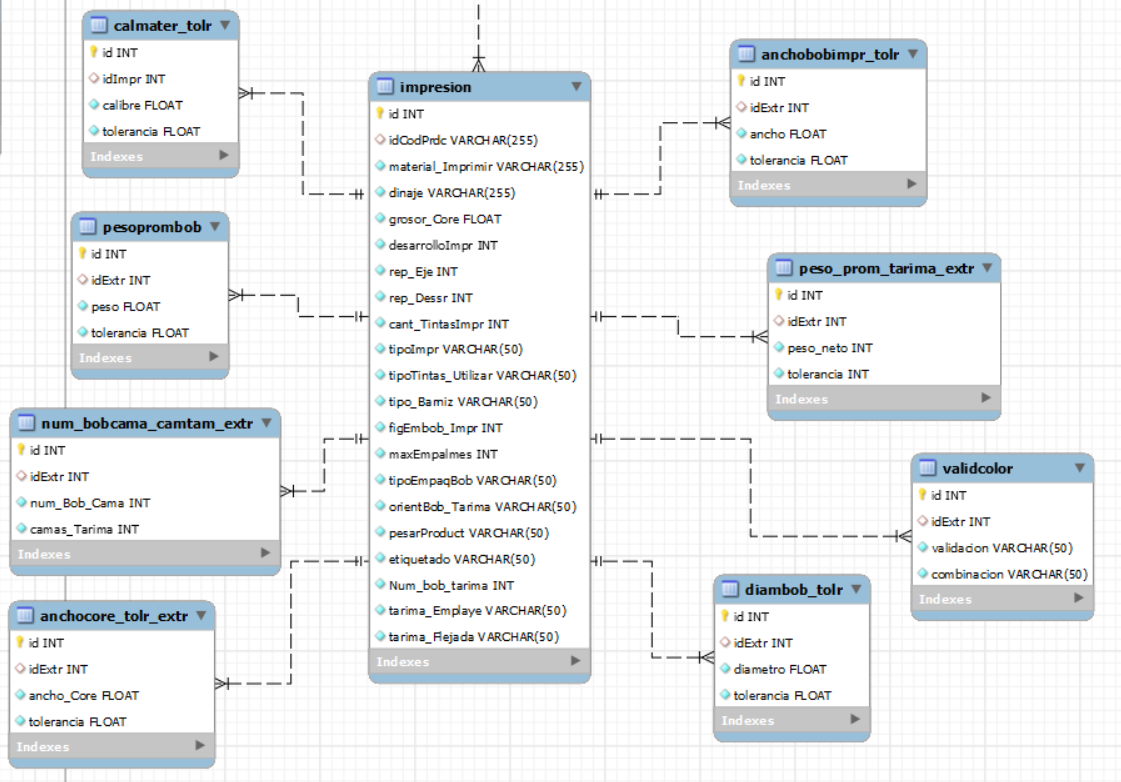 calmater_tolr
id INT
idImpr INT
calibre FLOAT
tolerancia FLOAT
Indexes
pesoprombob
id INT
idExtr INT
peso FLOAT
tolerancia FLOAT
Indexes
num_bobcama_camtam_extr
id INT
idExtr INT
num_Bob_Cama INT
camas_Tarima INT
Indexes
anchocore_tolr_extr
id INT
idExtr INT
ancho_Core FLOAT
tolerancia FLOAT
Indexes
impresion
id INT
idCodPrdc VARCHAR(255)
material_Imprimir VARCHAR(255)
dinaje VARCHAR(255)
grosor_Core FLOAT
desarrolloImpr INT
rep_Eje INT
rep_Dessr INT
cant_TintasImpr INT
tipoImpr VARCHAR(50)
tipoTintas_Utilizar VARCHAR(50)
tipo_Barniz VARCHAR(50)
figEmbob_Impr INT
maxEmpalmes INT
tipoEmpaqBob VARCHAR(50)
orientBob_Tarima VARCHAR(50)
pesarProduct VARCHAR(50)
etiquetado VARCHAR(50)
Num_bob_tarima INT
tarima_Emplaye VARCHAR(50)
tarima_Flejada VARCHAR(50)
Indexes
anchobobimpr_tolr
id INT
idExtr INT
ancho FLOAT
tolerancia FLOAT
Indexes
peso_prom_tarima_extr
id INT
idExtr INT
peso_neto INT
tolerancia INT
Indexes
validcolor
id INT
idExtr INT
validacion VARCHAR(50)
combinacion VARCHAR(50)
Indexes
diambob_tolr
id INT
idExtr INT
diametro FLOAT
tolerancia FLOAT
Indexes